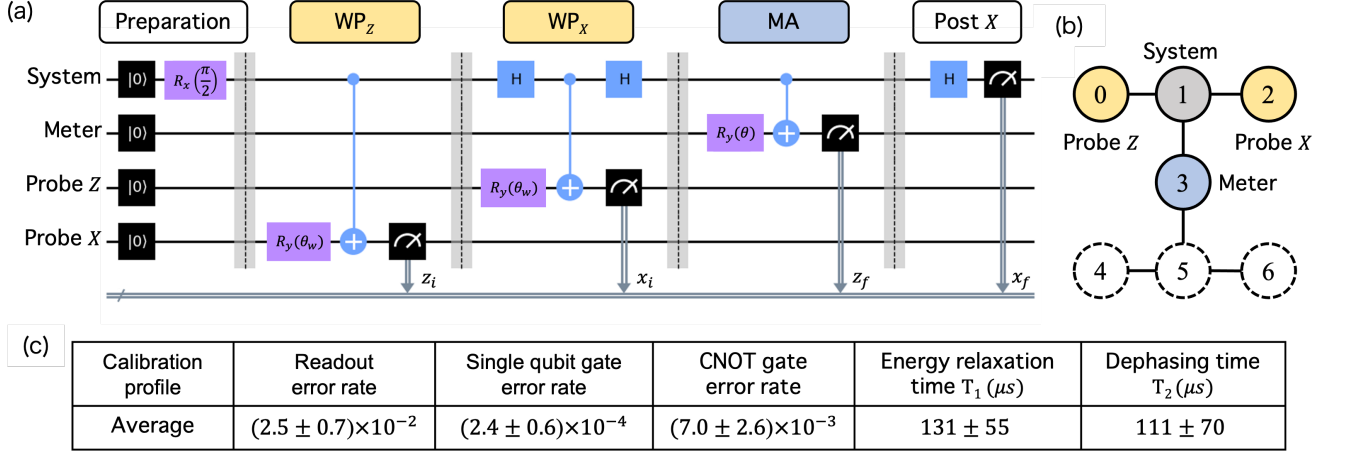 (a)
Preparation WP_Z WP_X MA Post X
System |0⟩ R_x(π/2) H H H
Meter |0⟩ R_y(θ)
Probe Z |0⟩ R_y(θ_w)
Probe X |0⟩ R_y(θ_w)
z_i x_i z_f x_f
(b)
System
0 1 2
Probe Z Probe X
3 Meter
4 5 6
(c)
Calibration profile Readout error rate Single qubit gate error rate CNOT gate error rate Energy relaxation time T₁ (μs) Dephasing time T₂ (μs)
Average (2.5 ± 0.7)×10⁻² (2.4 ± 0.6)×10⁻⁴ (7.0 ± 2.6)×10⁻³ 131 ± 55 111 ± 70